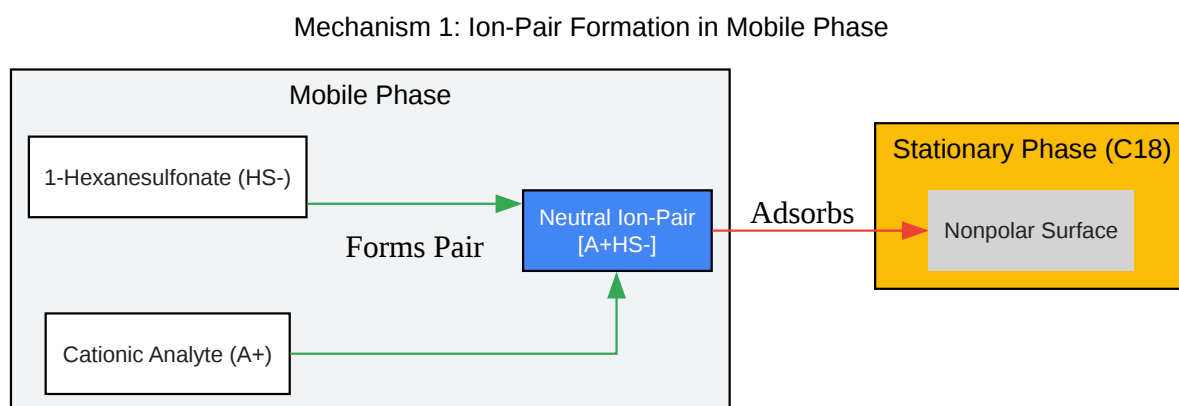 Mechanism 1: Ion-Pair Formation in Mobile Phase
Mobile Phase
1-Hexanesulfonate (HS-)
Forms Pair
Cationic Analyte (A+)
Neutral Ion-Pair
[A+HS-]
Adsorbs
Stationary Phase (C18)
Nonpolar Surface